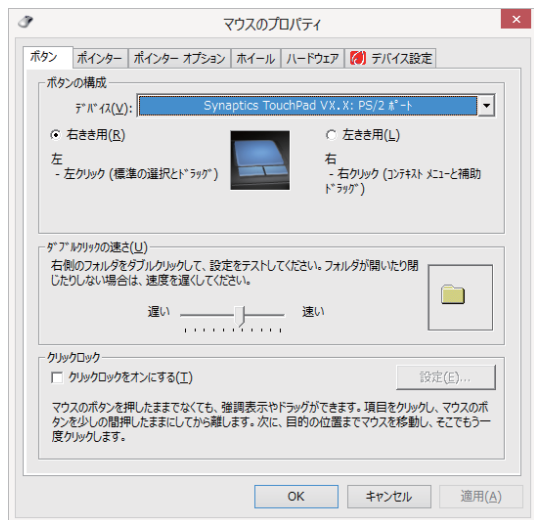 マウスのプロパティ
×
ボタン ポインター ポインター オプション ホイール ハードウェア デバイス設定
ボタンの構成
ﾃﾞﾊﾞｲｽ(V): Synaptics TouchPad VX.X: PS/2 ﾎﾟｰﾄ
右きき用(R) 左きき用(L)
左 右
- 左クリック (標準の選択とﾄﾞﾗｯｸﾞ) - 右クリック (ｺﾝﾃｷｽﾄ ﾒﾆｭｰと補助
ﾄﾞﾗｯｸﾞ)
ﾀﾞﾌﾞﾙｸﾘｯｸの速さ(U)
右側のフォルダをダブルクリックして、設定をテストしてください。フォルダが開いたり閉
じたりしない場合は、速度を遅くしてください。
遅い 速い
クリックロック
クリックロックをオンにする(T) 設定(E)...
マウスのボタンを押したままでなくても、強調表示やドラッグができます。項目をクリックし、マウスのボ
タンを少しの間押したままにしてから離します。次に、目的の位置までマウスを移動し、そこでもう一
度クリックします。
OK キャンセル 適用(A)